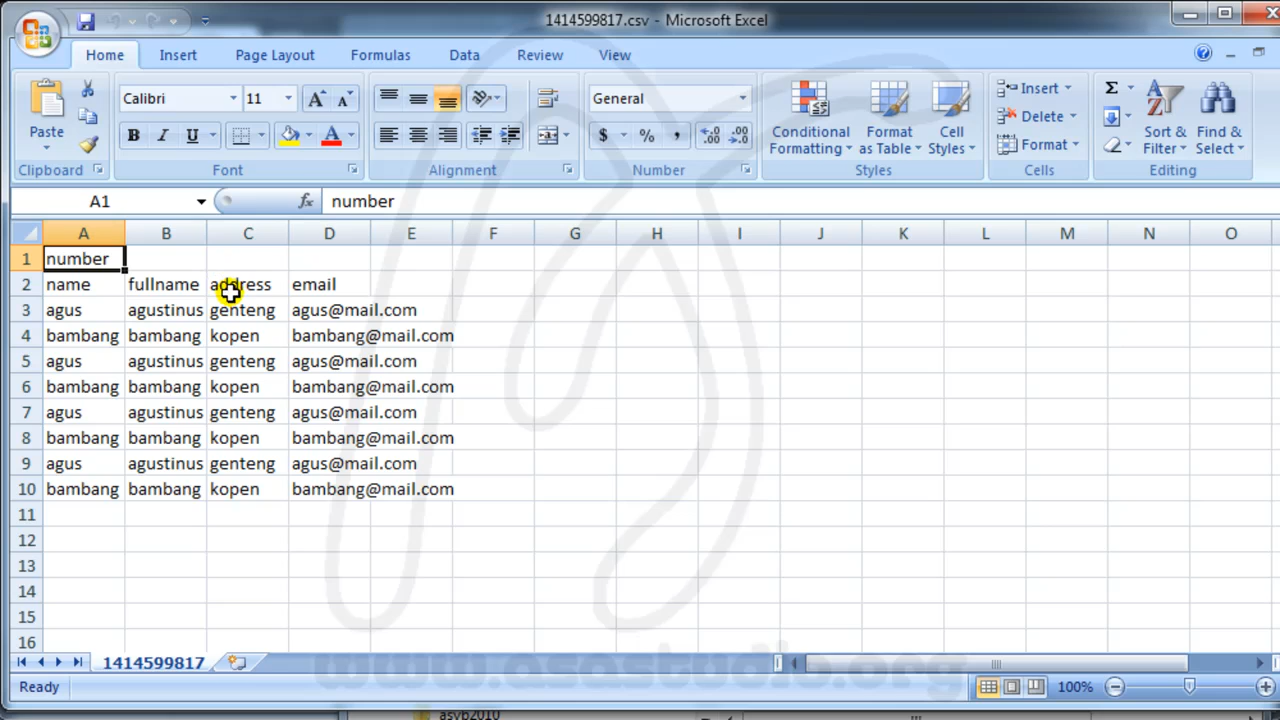 1414599817.csv - Microsoft Excel
Home Insert Page Layout Formulas Data Review View
Paste
Clipboard
Calibri 11
B I U A
Font
Alignment
General
$ % ,
Number
Conditional Formatting
Format as Table
Cell Styles
Styles
Insert
Delete
Format
Cells
Σ
Sort & Filter
Find & Select
Editing
A1 fx number
A B C D E F G H I J K L M N O
1 number
2 name fullname address email
3 agus agustinus genteng agus@mail.com
4 bambang bambang kopen bambang@mail.com
5 agus agustinus genteng agus@mail.com
6 bambang bambang kopen bambang@mail.com
7 agus agustinus genteng agus@mail.com
8 bambang bambang kopen bambang@mail.com
9 agus agustinus genteng agus@mail.com
10 bambang bambang kopen bambang@mail.com
11
12
13
14
15
16
1414599817
www.asastudio.org
Ready 100%
asvb2010